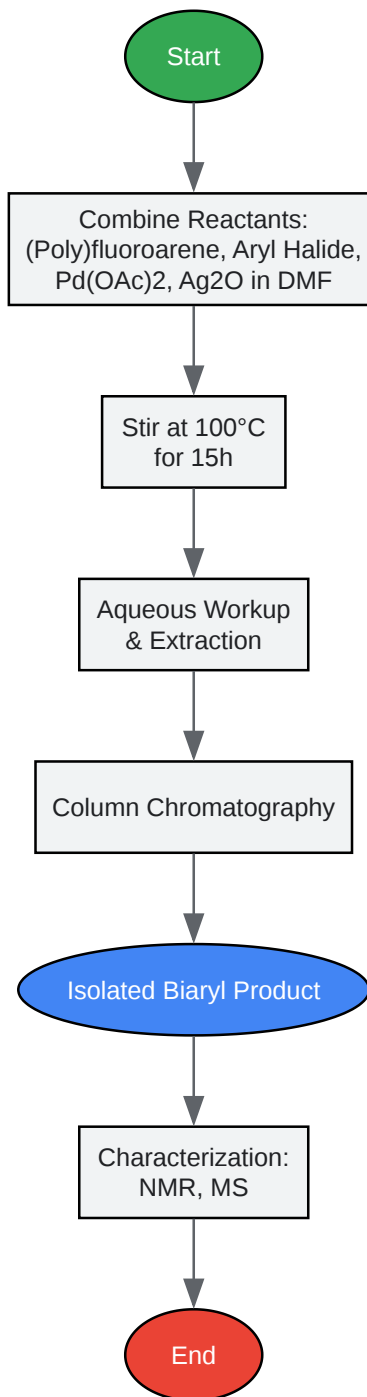 Start
Combine Reactants:
(Poly)fluoroarene, Aryl Halide,
Pd(OAc)2, Ag2O in DMF
Stir at 100°C
for 15h
Aqueous Workup
& Extraction
Column Chromatography
Isolated Biaryl Product
Characterization:
NMR, MS
End